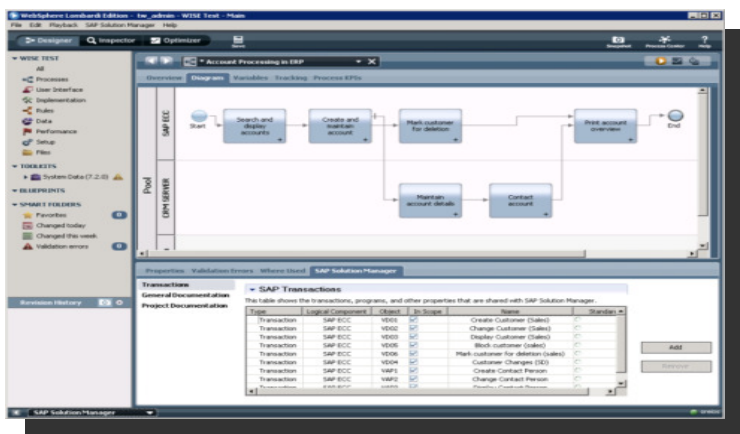 WebSphere Lombardi Edition - tw_admin - WISE Test - Main
File Edit Playback SAP Solution Manager Help
Designer Inspector Optimizer Save Snapshot Process Center Help
WISE TEST
All
Processes
User Interface
Implementation
Rules
Data
Performance
Setup
Files
TOOLKITS
System Data (7.2.0)
BLUEPRINTS
SMART FOLDERS
Favorites 0
Changed today
Changed this week
Validation errors 0
Revision History
* Account Processing in ERP
Overview Diagram Variables Tracking Process KPIs
Pool
SAP ECC
CRM SERVER
Start
Search and
display
accounts
Create and
maintain
account
Mark customer
for deletion
Print account
overview
End
Maintain
account details
Contact
account
Properties Validation Errors Where Used SAP Solution Manager
Transactions
General Documentation
Project Documentation
SAP Transactions
This table shows the transactions, programs, and other properties that are shared with SAP Solution Manager.
Type Logical Component Object In Scope Name Standar
Transaction SAP ECC VD01 Create Customer (Sales)
Transaction SAP ECC VD02 Change Customer (Sales)
Transaction SAP ECC VD03 Display Customer (Sales)
Transaction SAP ECC VD05 Block customer (sales)
Transaction SAP ECC VD06 Mark customer for deletion (sales)
Transaction SAP ECC VD04 Customer Changes (SD)
Transaction SAP ECC VAP1 Create Contact Person
Transaction SAP ECC VAP2 Change Contact Person
Transaction SAP ECC VAP3 Display Contact Person
Add
Remove
SAP Solution Manager